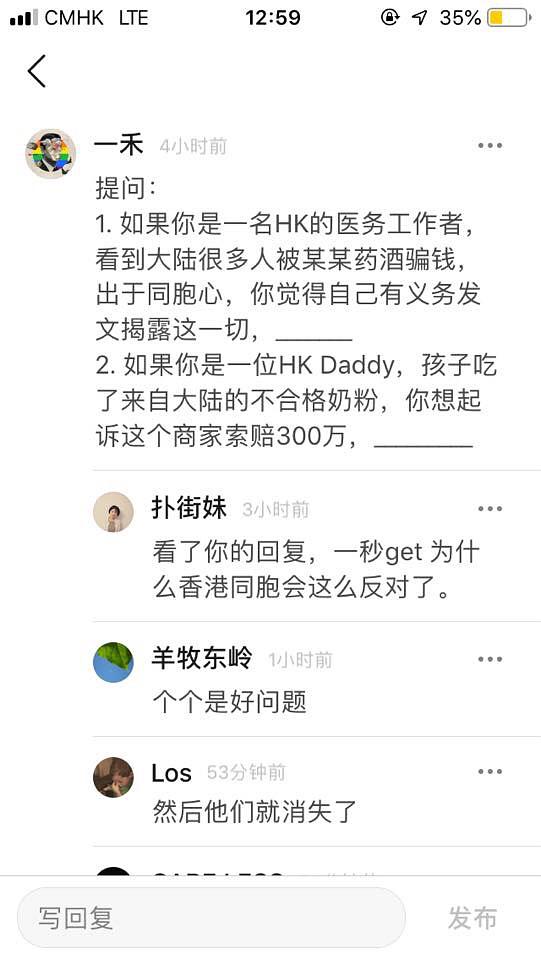 CMHK LTE 12:59 35%
一禾 4小时前
提问：
1. 如果你是一名HK的医务工作者，
看到大陆很多人被某某药酒骗钱，
出于同胞心，你觉得自己有义务发
文揭露这一切，______
2. 如果你是一位HK Daddy，孩子吃
了来自大陆的不合格奶粉，你想起
诉这个商家索赔300万，________
扑街妹 3小时前
看了你的回复，一秒get 为什
么香港同胞会这么反对了。
羊牧东岭 1小时前
个个是好问题
Los 53分钟前
然后他们就消失了
写回复 发布